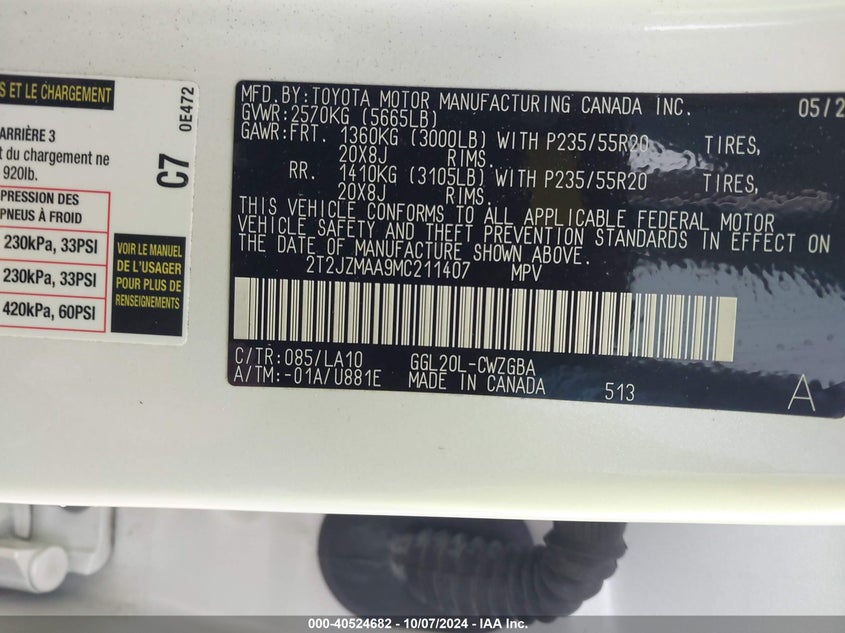 S ET LE CHARGEMENT
ARRIÈRE 3
t du chargement ne
920lb.
PRESSION DES
PNEUS À FROID
230kPa, 33PSI
230kPa, 33PSI
420kPa, 60PSI
VOIR LE MANUEL
DE L'USAGER
POUR PLUS DE
RENSEIGNEMENTS
C7
0E472
MFD.BY:TOYOTA MOTOR MANUFACTURING CANADA INC. 05/2
GVWR:2570KG (5665LB)
GAWR:FRT. 1360KG (3000LB) WITH P235/55R20 TIRES,
20X8J RIMS.
RR. 1410KG (3105LB) WITH P235/55R20 TIRES,
20X8J RIMS.
THIS VEHICLE CONFORMS TO ALL APPLICABLE FEDERAL MOTOR
VEHICLE SAFETY AND THEFT PREVENTION STANDARDS IN EFFECT ON
THE DATE OF MANUFACTURE SHOWN ABOVE.
2T2JZMAA9MC211407 MPV
C/TR:085/LA10 GGL20L-CWZGBA
A/TM:-01A/U881E MADE IN CANADA 513 A
000-40524682 - 10/07/2024 - IAA Inc.